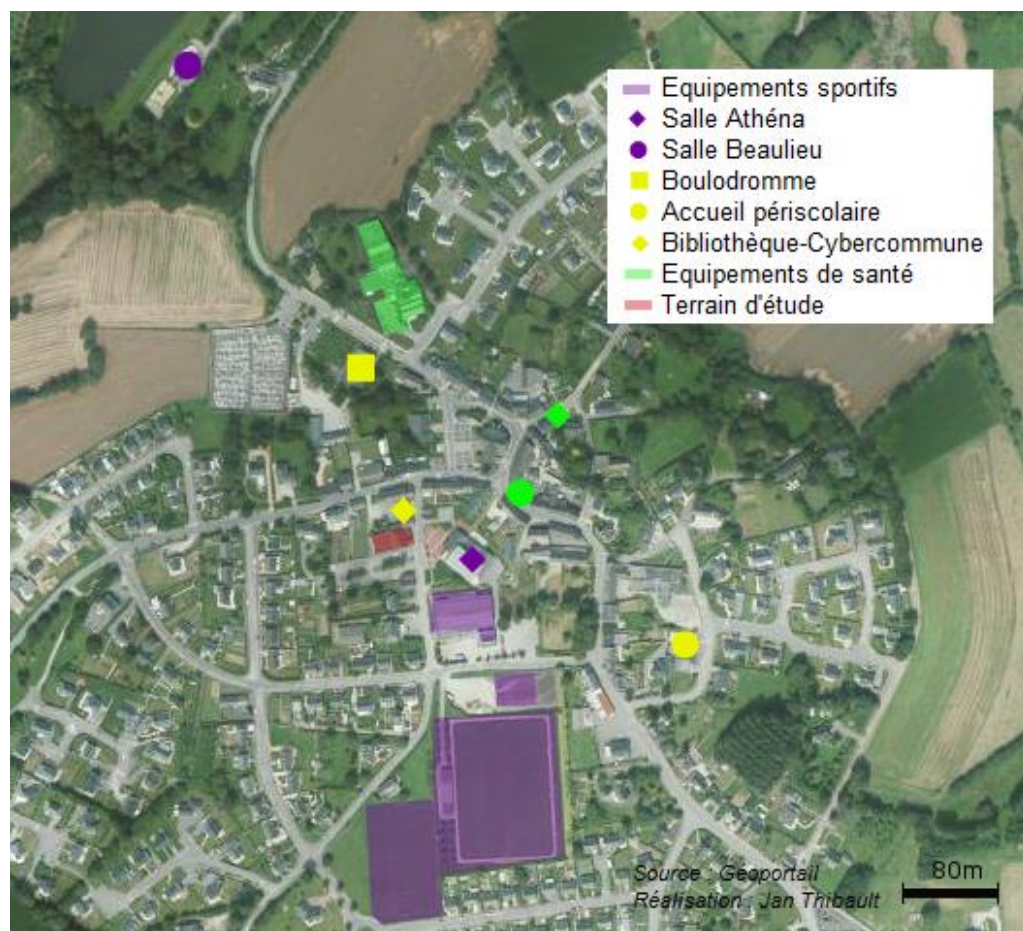 Equipements sportifs
Salle Athéna
Salle Beaulieu
Boulodromme
Accueil périscolaire
Bibliothèque-Cybercommune
Equipements de santé
Terrain d'étude
Source : Géoportail
Réalisation : Jan Thibault
80m